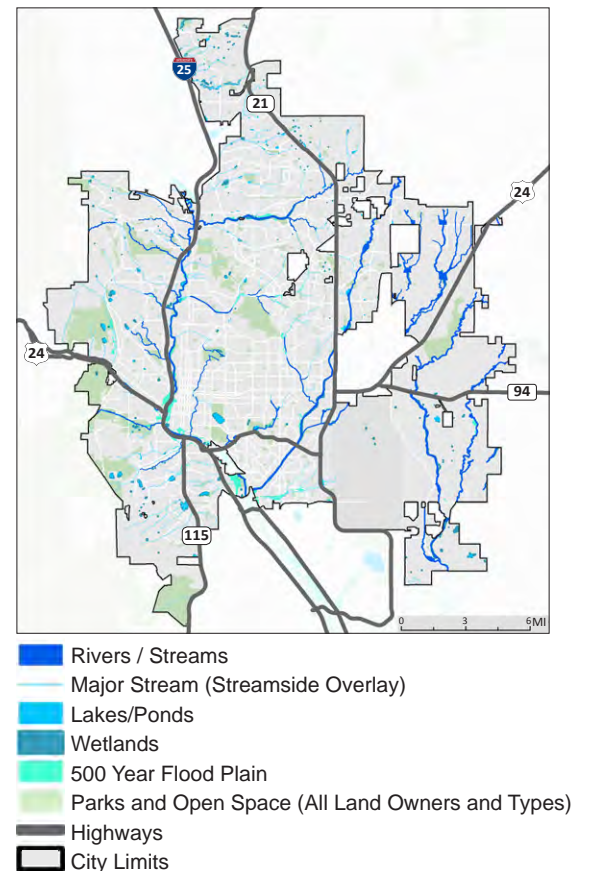 25
21
24
24
94
115
0 3 6MI
Rivers / Streams
Major Stream (Streamside Overlay)
Lakes/Ponds
Wetlands
500 Year Flood Plain
Parks and Open Space (All Land Owners and Types)
Highways
City Limits